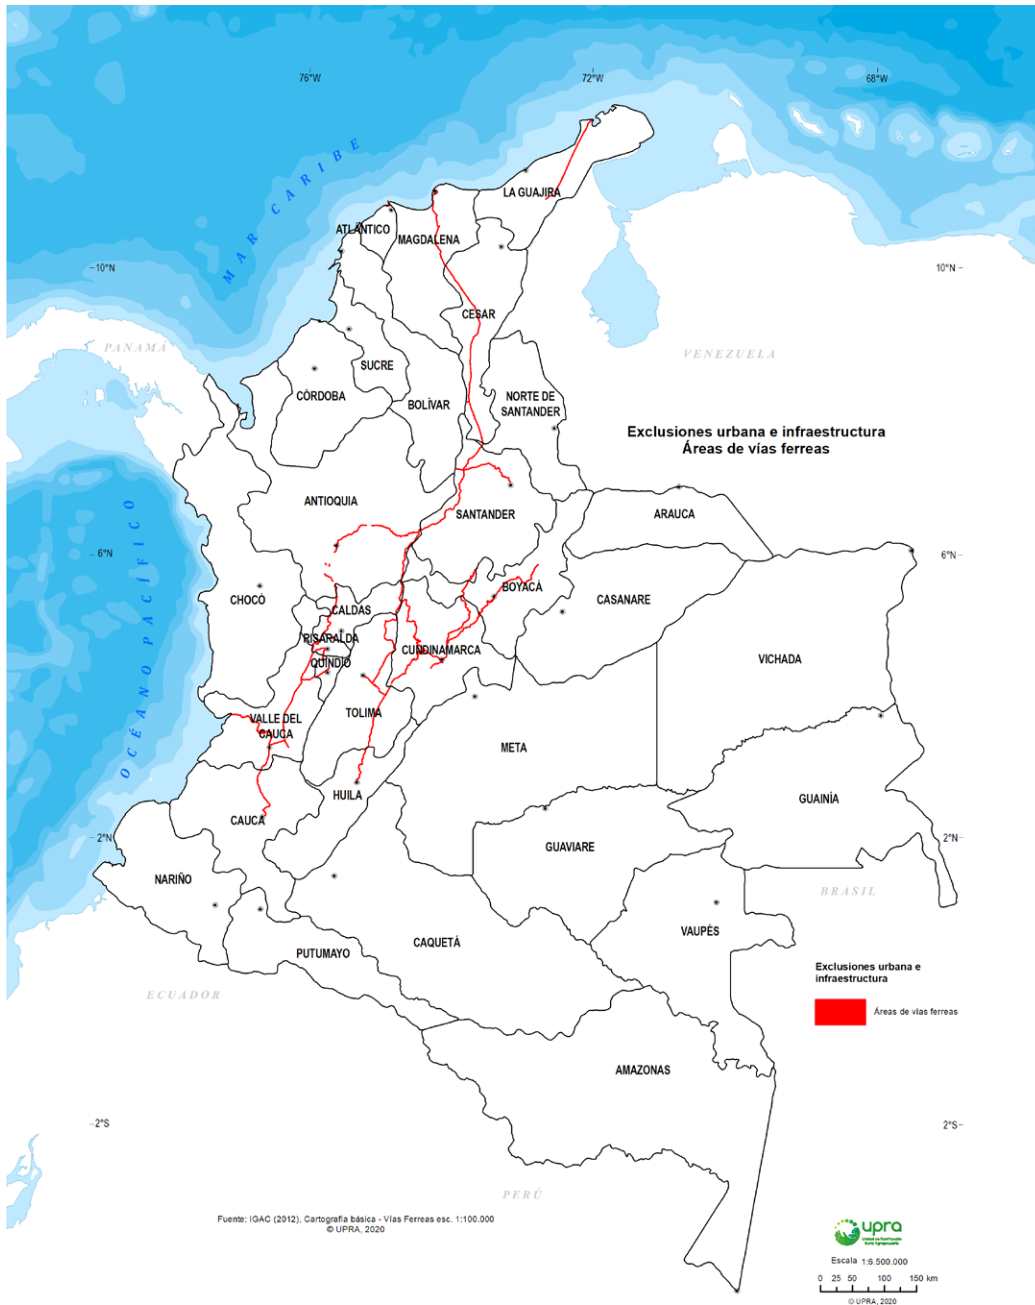 76°W
72°W
68°W
MAR CARIBE
LA GUAJIRA
ATLÁNTICO
MAGDALENA
10°N
10°N
CESAR
PANAMÁ
VENEZUELA
SUCRE
CÓRDOBA
BOLÍVAR
NORTE DE
SANTANDER
Exclusiones urbana e infraestructura
Áreas de vías ferreas
ANTIOQUIA
SANTANDER
ARAUCA
OCÉANO PACÍFICO
6°N
6°N
CHOCÓ
CALDAS
BOYACÁ
CASANARE
RISARALDA
QUINDÍO
CUNDINAMARCA
VICHADA
TOLIMA
VALLE DEL
CAUCA
META
HUILA
GUAINÍA
CAUCA
2°N
2°N
GUAVIARE
NARIÑO
BRASIL
VAUPÉS
CAQUETÁ
PUTUMAYO
Exclusiones urbana e
infraestructura
ECUADOR
Áreas de vías ferreas
AMAZONAS
2°S
2°S
PERÚ
Fuente: IGAC (2012), Cartografía básica - Vías Ferreas esc. 1:100.000
© UPRA, 2020
upra
Escala 1:6.500.000
0 25 50 100 150 km
© UPRA, 2020